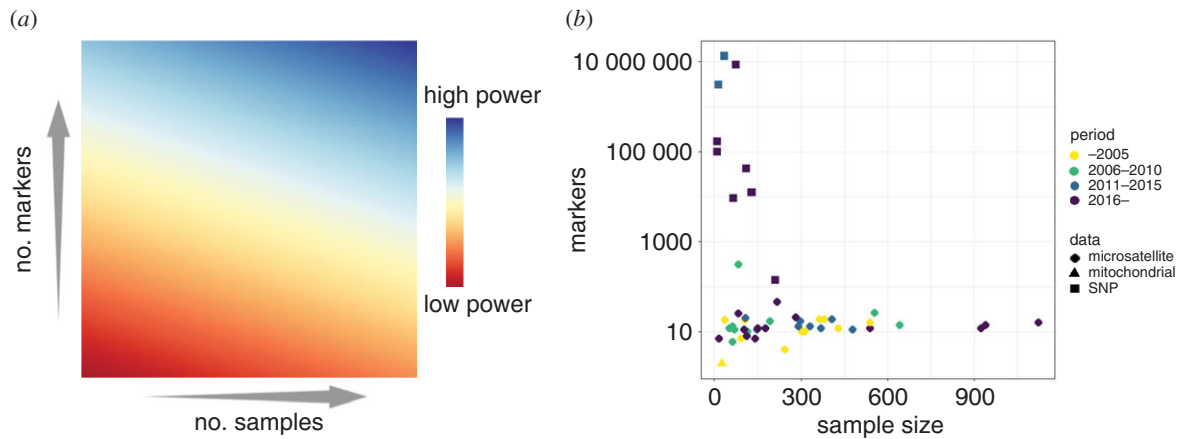 (a)
high power
low power
no. markers
no. samples
(b)
10 000 000
100 000
1000
10
markers
0
300
600
900
sample size
period
–2005
2006–2010
2011–2015
2016–
data
microsatellite
mitochondrial
SNP